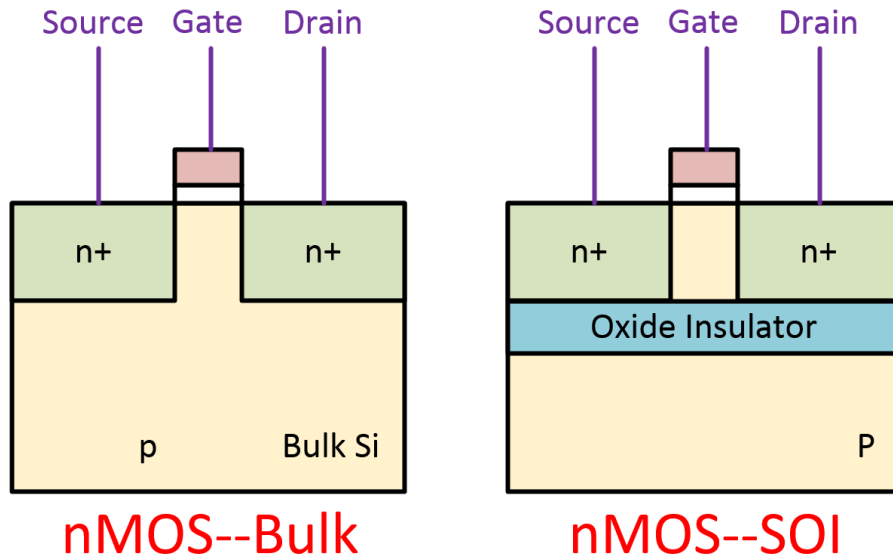 Source Gate Drain
Source Gate Drain
n+ n+
n+ n+
Oxide Insulator
p Bulk Si
P
nMOS--Bulk
nMOS--SOI